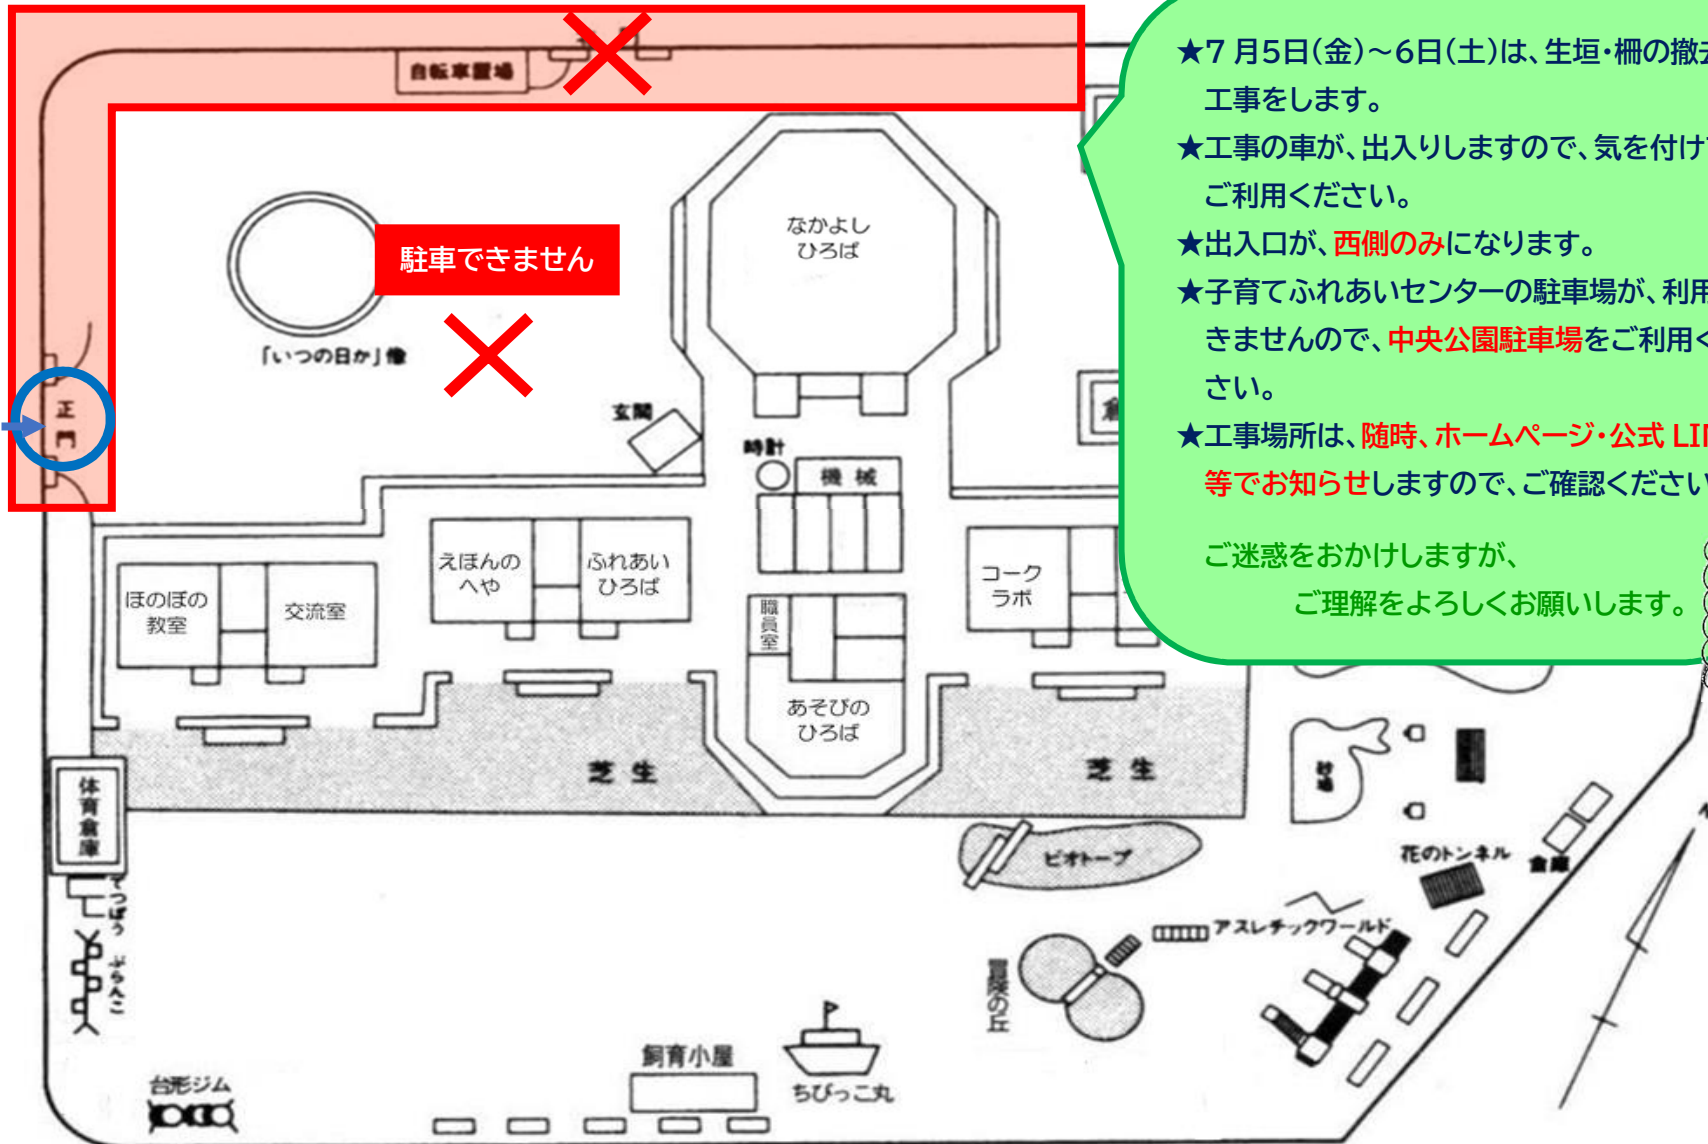 ★7月5日(金)～6日(土)は、生垣・柵の撤去
工事をします。
★工事の車が、出入りしますので、気を付けて
ご利用ください。
★出入口が、西側のみになります。
★子育てふれあいセンターの駐車場が、利用
きませんので、中央公園駐車場をご利用く
さい。
★工事場所は、随時、ホームページ・公式 LI
等でお知らせしますので、ご確認ください
ご迷惑をおかけしますが、
ご理解をよろしくお願いします。
自転車置場
なかよし
ひろば
駐車できません
「いつの日か」像
正門
玄関
時計
機械
倉
えほんの
へや
ふれあい
ひろば
コーク
ラボ
ほのぼの
教室
交流室
職員室
あそびの
ひろば
芝生
芝生
体育倉庫
砂場
ビオトープ
花のトンネル
倉庫
てつぼう
ぶらんこ
アスレチックワールド
冒険の丘
飼育小屋
ちびっこ丸
台形ジム